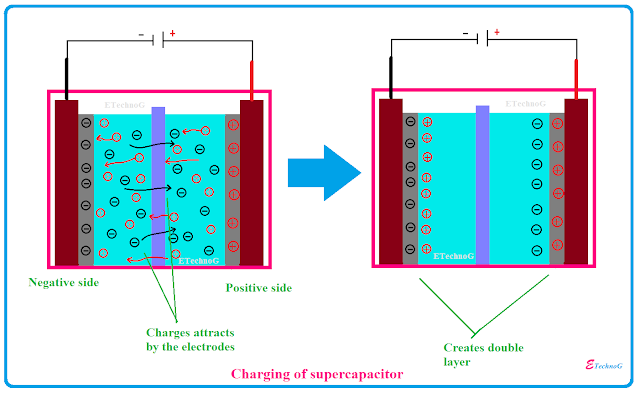 - +
- +
ETechnoG
ETechnoG
ETechnoG
ETechnoG
Negative side
Positive side
Charges attracts
by the electrodes
Creates double
layer
Charging of supercapacitor
ETechnoG